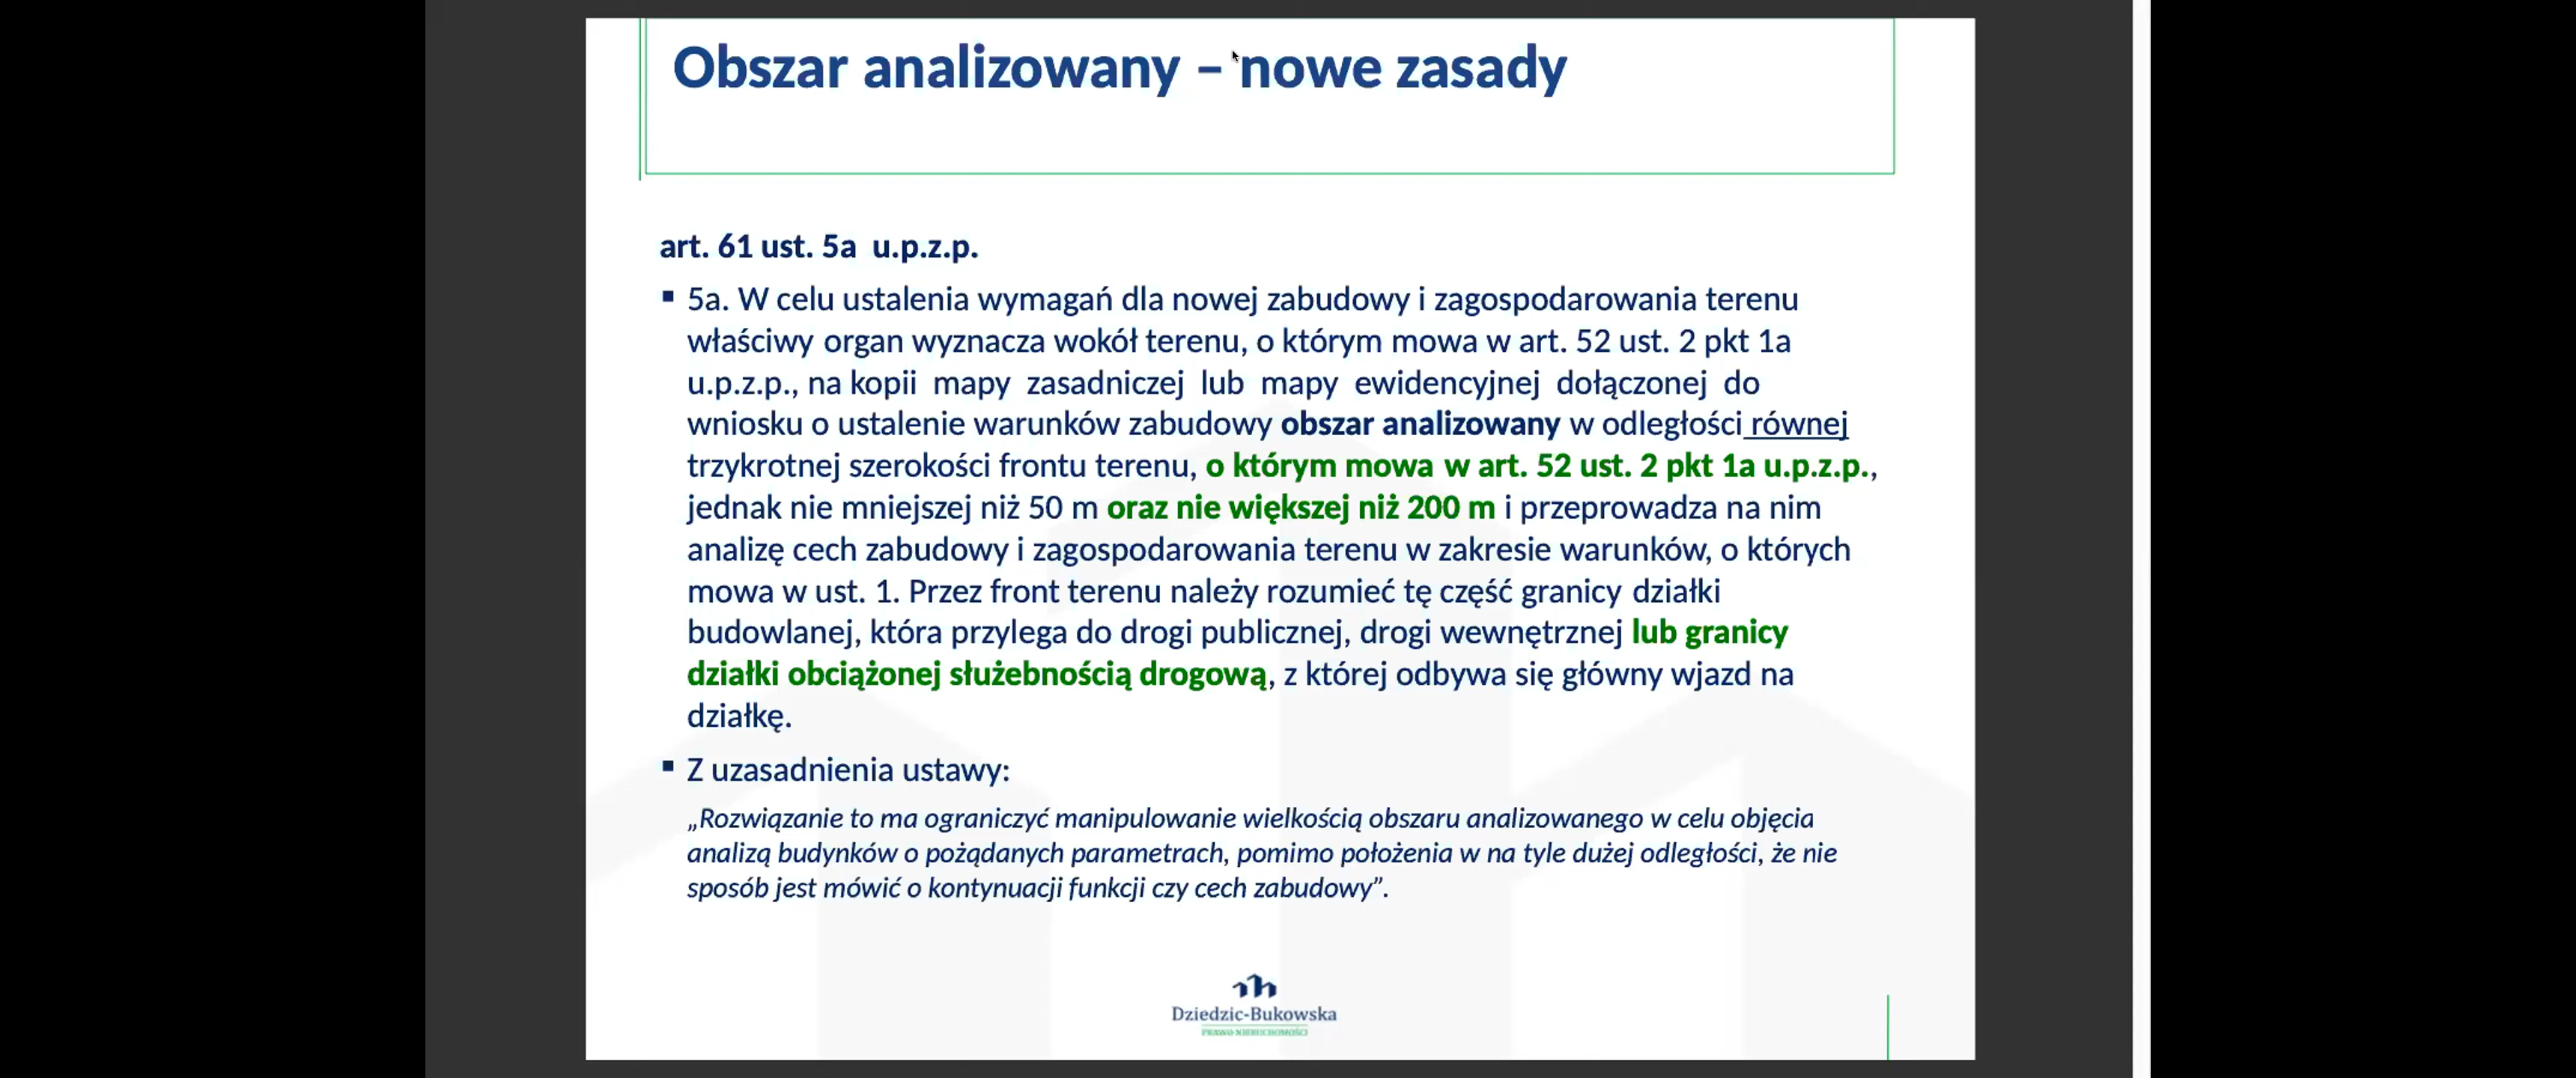 Obszar analizowany – nowe zasady
art. 61 ust. 5a u.p.z.p.
▪ 5a. W celu ustalenia wymagań dla nowej zabudowy i zagospodarowania terenu
właściwy organ wyznacza wokół terenu, o którym mowa w art. 52 ust. 2 pkt 1a
u.p.z.p., na kopii mapy zasadniczej lub mapy ewidencyjnej dołączonej do
wniosku o ustalenie warunków zabudowy obszar analizowany w odległości równej
trzykrotnej szerokości frontu terenu, o którym mowa w art. 52 ust. 2 pkt 1a u.p.z.p.,
jednak nie mniejszej niż 50 m oraz nie większej niż 200 m i przeprowadza na nim
analizę cech zabudowy i zagospodarowania terenu w zakresie warunków, o których
mowa w ust. 1. Przez front terenu należy rozumieć tę część granicy działki
budowlanej, która przylega do drogi publicznej, drogi wewnętrznej lub granicy
działki obciążonej służebnością drogową, z której odbywa się główny wjazd na
działkę.
▪ Z uzasadnienia ustawy:
„Rozwiązanie to ma ograniczyć manipulowanie wielkością obszaru analizowanego w celu objęcia
analizą budynków o pożądanych parametrach, pomimo położenia w na tyle dużej odległości, że nie
sposób jest mówić o kontynuacji funkcji czy cech zabudowy”.
Dziedzic-Bukowska
PRAWO NIERUCHOMOŚCI